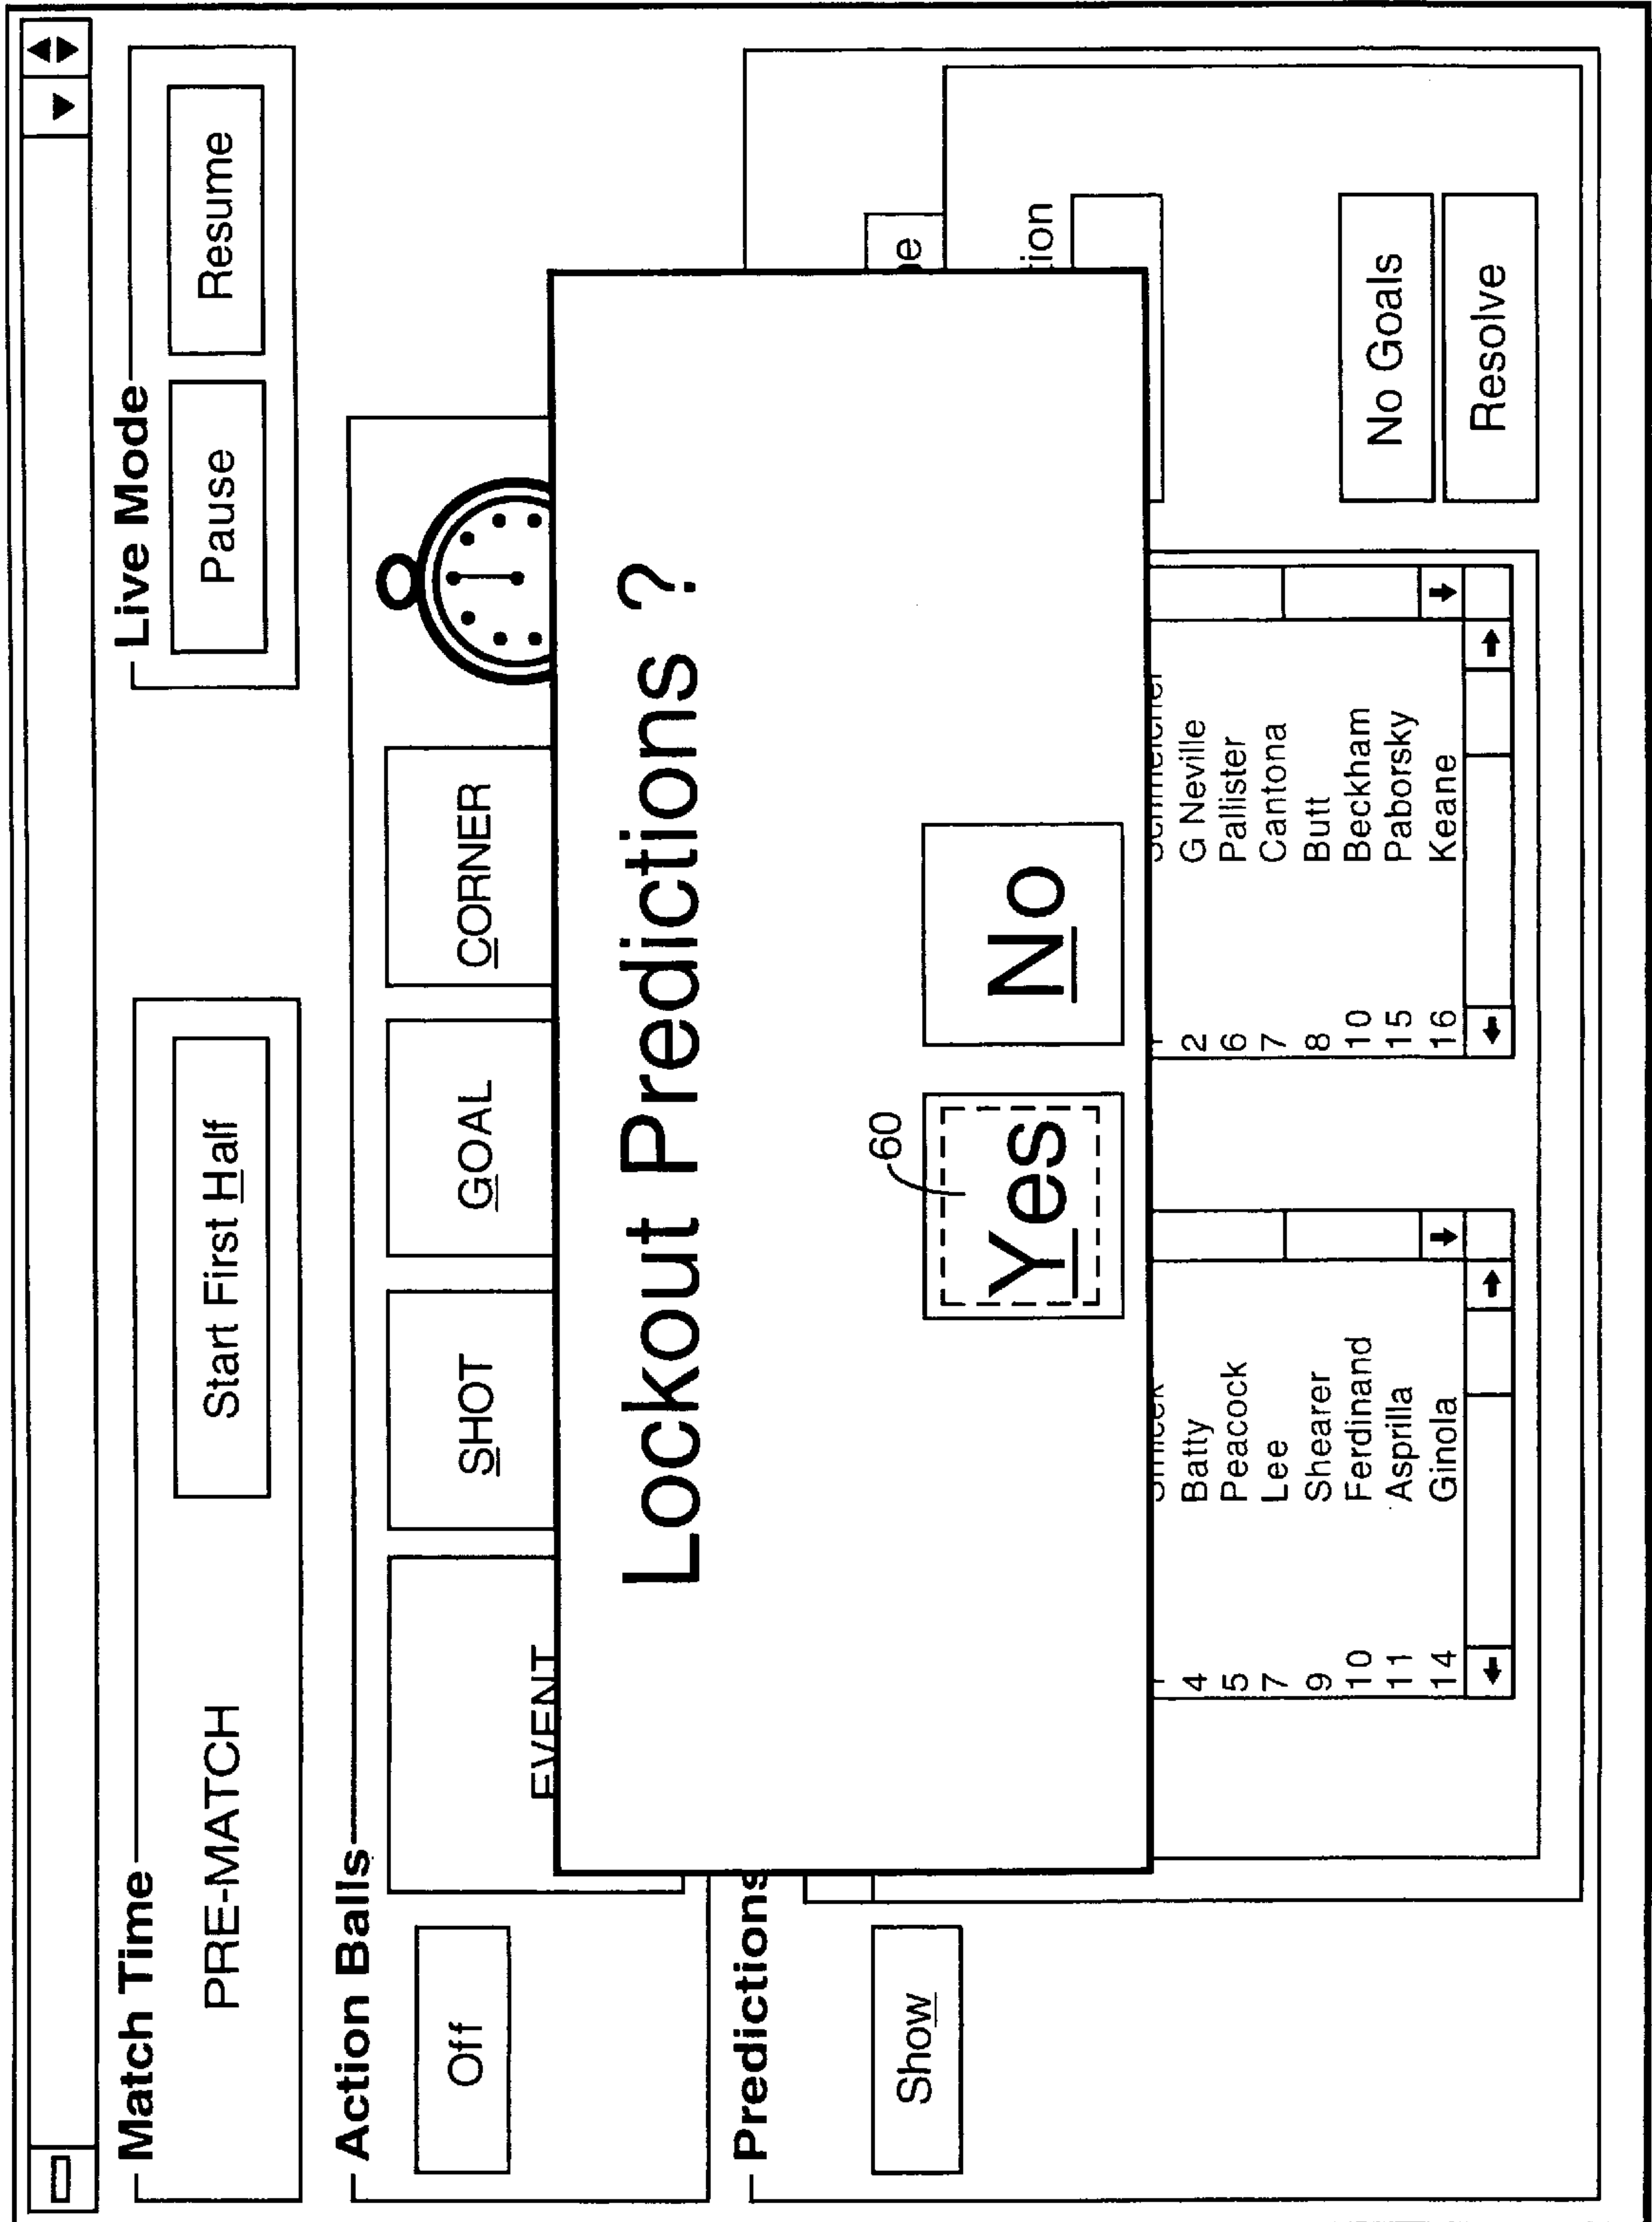 Match Time
Live Mode
PRE-MATCH
Start First Half
Pause
Resume
Action Balls
Off
EVENT
SHOT
GOAL
CORNER
Lockout Predictions ?
Predictions
Show
60
Yes
No
4 Batty
5 Peacock
7 Lee
9 Shearer
10 Ferdinand
11 Asprilla
14 Ginola
2 G Neville
6 Pallister
7 Cantona
8 Butt
10 Beckham
15 Paborsky
16 Keane
No Goals
Resolve